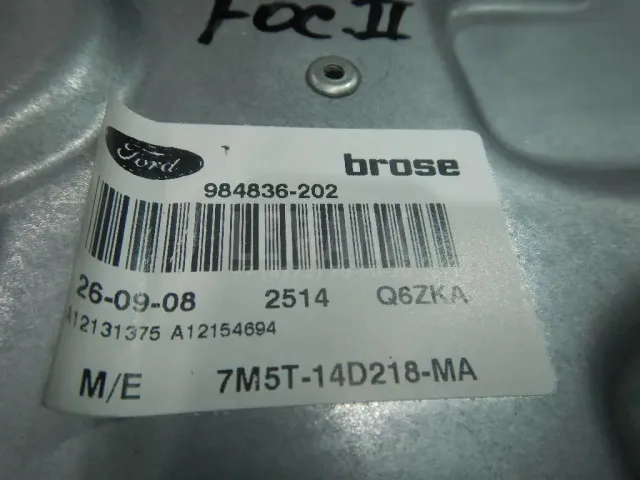 FOC II
Ford
brose
984836-202
26-09-08 2514 Q6ZKA
A12131375 A12154694
M/E 7M5T-14D218-MA